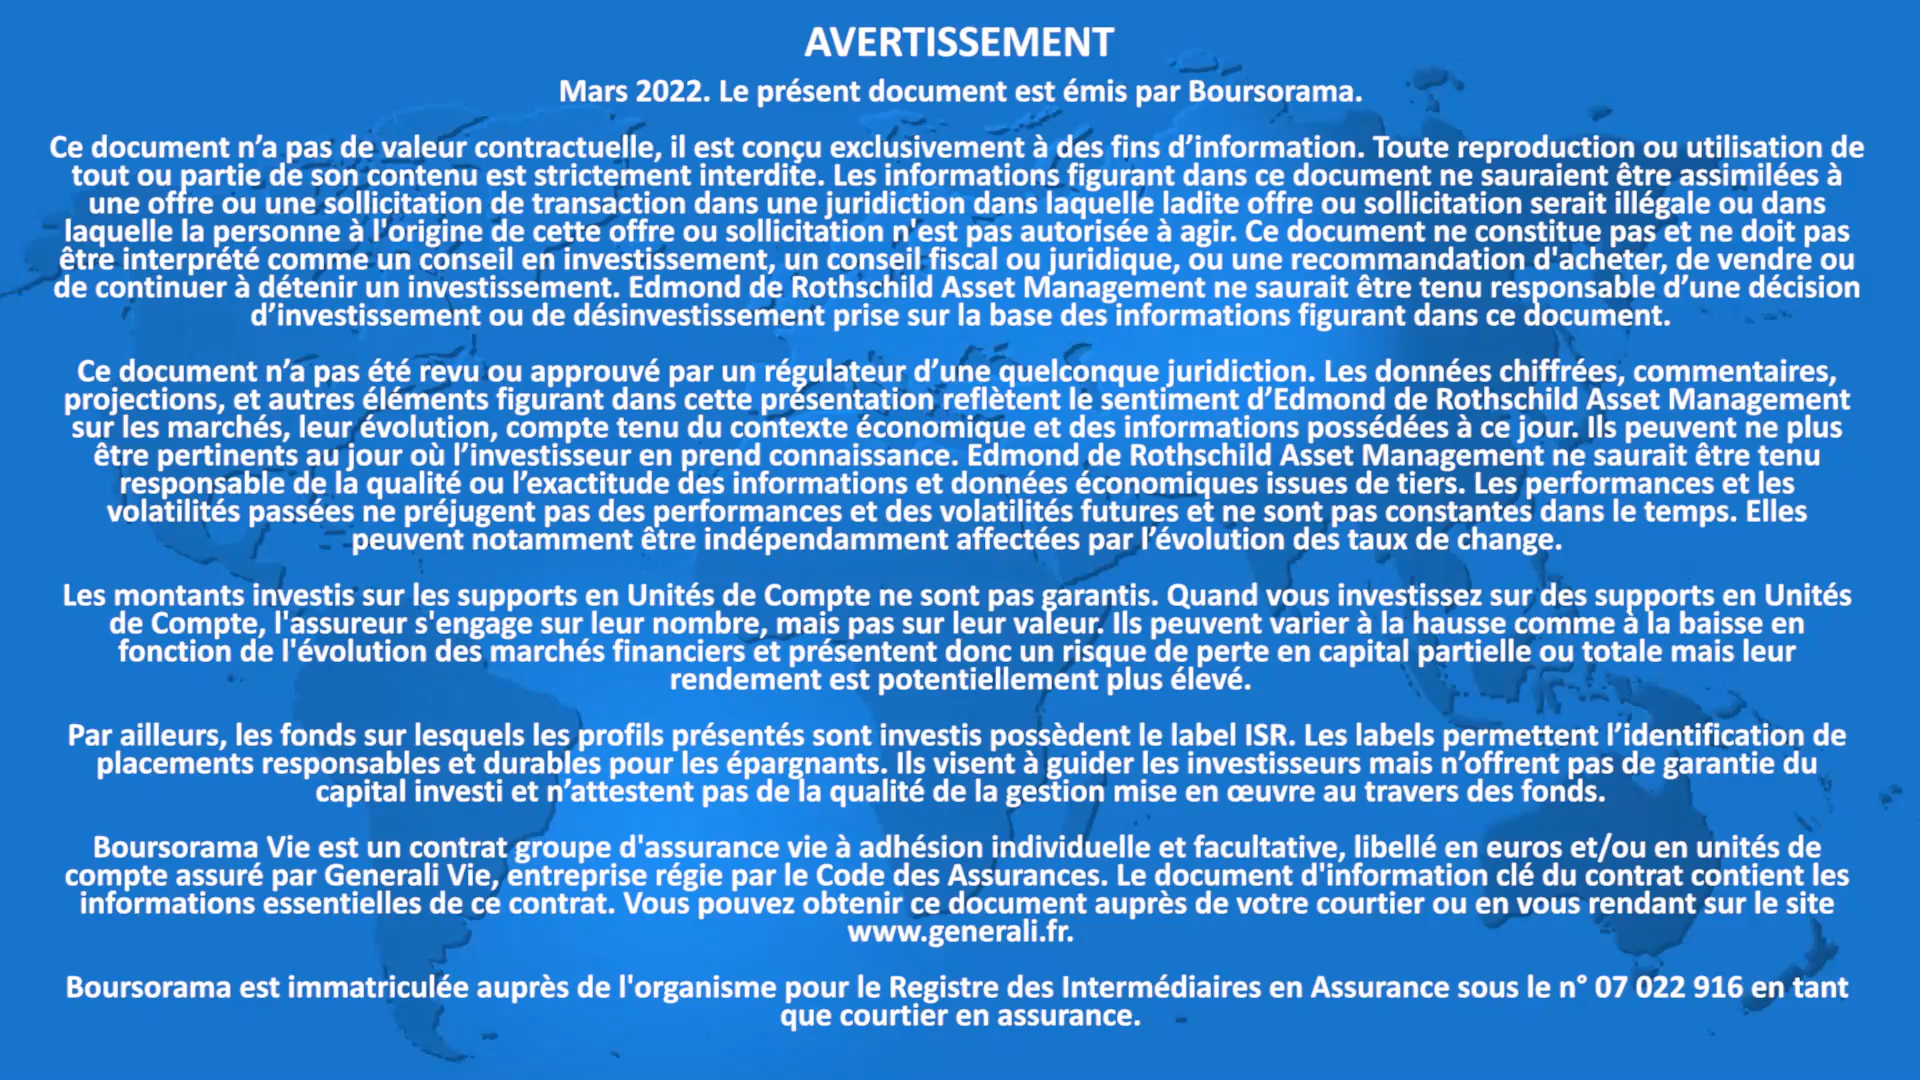 AVERTISSEMENT
Mars 2022. Le présent document est émis par Boursorama.
Ce document n’a pas de valeur contractuelle, il est conçu exclusivement à des fins d’information. Toute reproduction ou utilisation de
tout ou partie de son contenu est strictement interdite. Les informations figurant dans ce document ne sauraient être assimilées à
une offre ou une sollicitation de transaction dans une juridiction dans laquelle ladite offre ou sollicitation serait illégale ou dans
laquelle la personne à l'origine de cette offre ou sollicitation n'est pas autorisée à agir. Ce document ne constitue pas et ne doit pas
être interprété comme un conseil en investissement, un conseil fiscal ou juridique, ou une recommandation d'acheter, de vendre ou
de continuer à détenir un investissement. Edmond de Rothschild Asset Management ne saurait être tenu responsable d’une décision
d’investissement ou de désinvestissement prise sur la base des informations figurant dans ce document.
Ce document n’a pas été revu ou approuvé par un régulateur d’une quelconque juridiction. Les données chiffrées, commentaires,
projections, et autres éléments figurant dans cette présentation reflètent le sentiment d’Edmond de Rothschild Asset Management
sur les marchés, leur évolution, compte tenu du contexte économique et des informations possédées à ce jour. Ils peuvent ne plus
être pertinents au jour où l’investisseur en prend connaissance. Edmond de Rothschild Asset Management ne saurait être tenu
responsable de la qualité ou l’exactitude des informations et données économiques issues de tiers. Les performances et les
volatilités passées ne préjugent pas des performances et des volatilités futures et ne sont pas constantes dans le temps. Elles
peuvent notamment être indépendamment affectées par l’évolution des taux de change.
Les montants investis sur les supports en Unités de Compte ne sont pas garantis. Quand vous investissez sur des supports en Unités
de Compte, l'assureur s'engage sur leur nombre, mais pas sur leur valeur. Ils peuvent varier à la hausse comme à la baisse en
fonction de l'évolution des marchés financiers et présentent donc un risque de perte en capital partielle ou totale mais leur
rendement est potentiellement plus élevé.
Par ailleurs, les fonds sur lesquels les profils présentés sont investis possèdent le label ISR. Les labels permettent l’identification de
placements responsables et durables pour les épargnants. Ils visent à guider les investisseurs mais n’offrent pas de garantie du
capital investi et n’attestent pas de la qualité de la gestion mise en œuvre au travers des fonds.
Boursorama Vie est un contrat groupe d'assurance vie à adhésion individuelle et facultative, libellé en euros et/ou en unités de
compte assuré par Generali Vie, entreprise régie par le Code des Assurances. Le document d'information clé du contrat contient les
informations essentielles de ce contrat. Vous pouvez obtenir ce document auprès de votre courtier ou en vous rendant sur le site
www.generali.fr.
Boursorama est immatriculée auprès de l'organisme pour le Registre des Intermédiaires en Assurance sous le n° 07 022 916 en tant
que courtier en assurance.